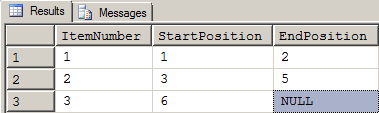 Results Messages
ItemNumber StartPosition EndPosition
1 1 1 2
2 2 3 5
3 3 6 NULL